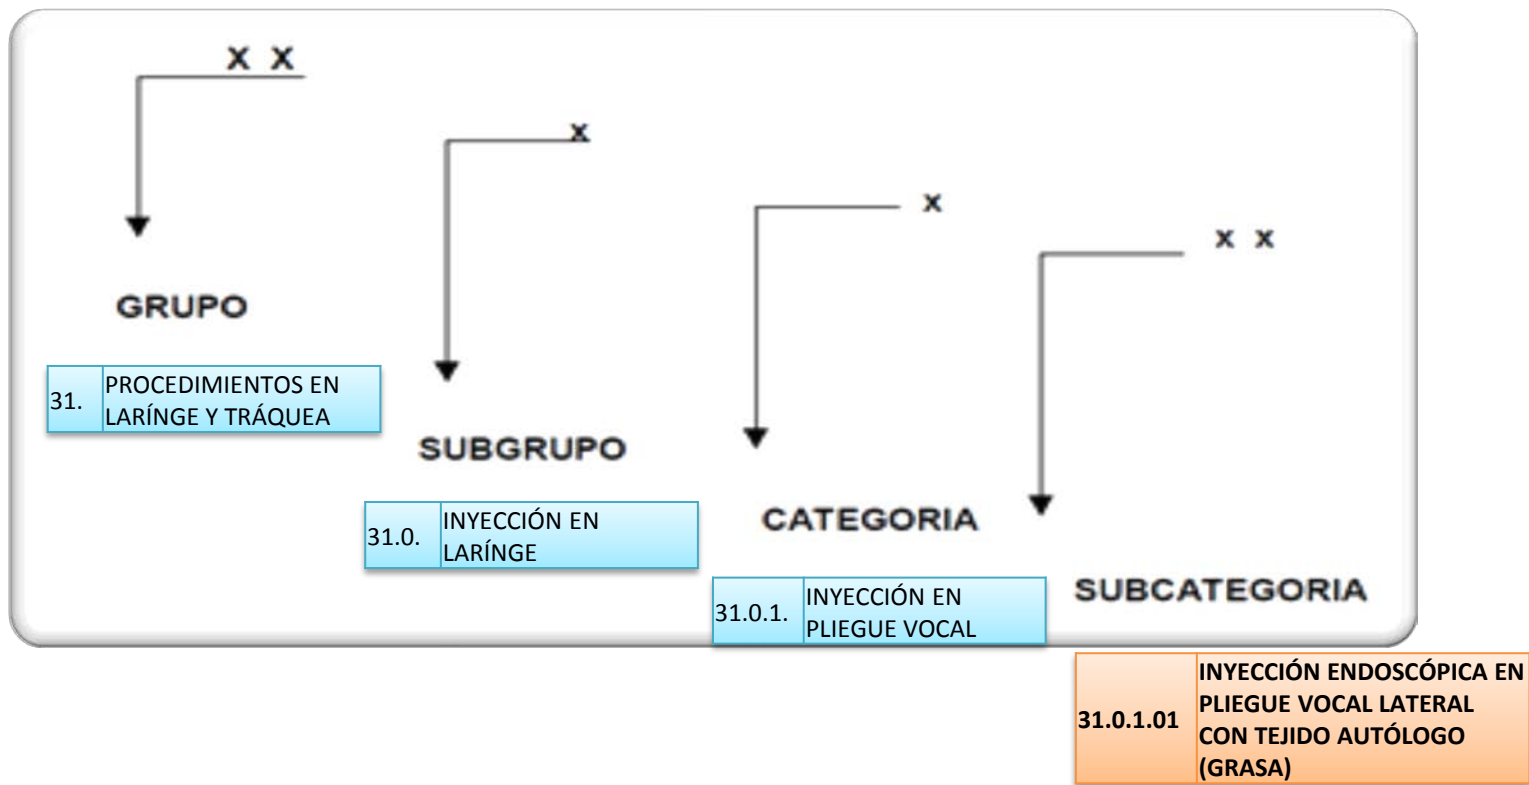 X X
X
X
X X
GRUPO
31. PROCEDIMIENTOS EN
LARÍNGE Y TRÁQUEA
SUBGRUPO
31.0. INYECCIÓN EN
LARÍNGE
CATEGORIA
31.0.1. INYECCIÓN EN
PLIEGUE VOCAL
SUBCATEGORIA
31.0.1.01 INYECCIÓN ENDOSCÓPICA EN
PLIEGUE VOCAL LATERAL
CON TEJIDO AUTÓLOGO
(GRASA)